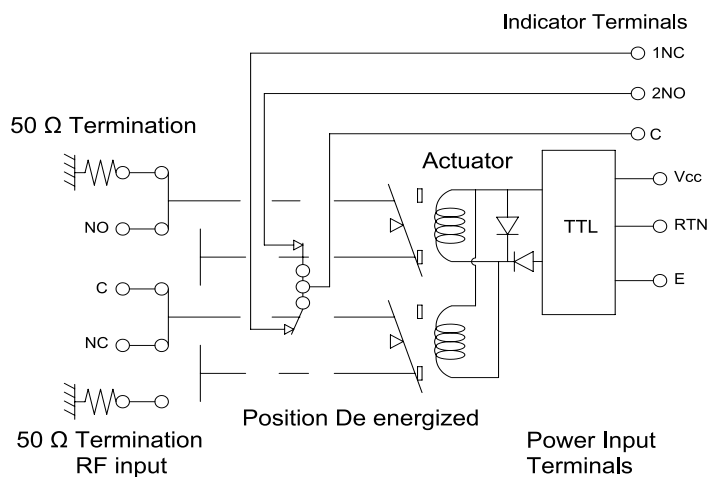 Indicator Terminals
1NC
2NO
50 Ω Termination
C
Actuator
Vcc
NO
TTL
RTN
C
E
NC
Position De energized
50 Ω Termination
RF input
Power Input
Terminals